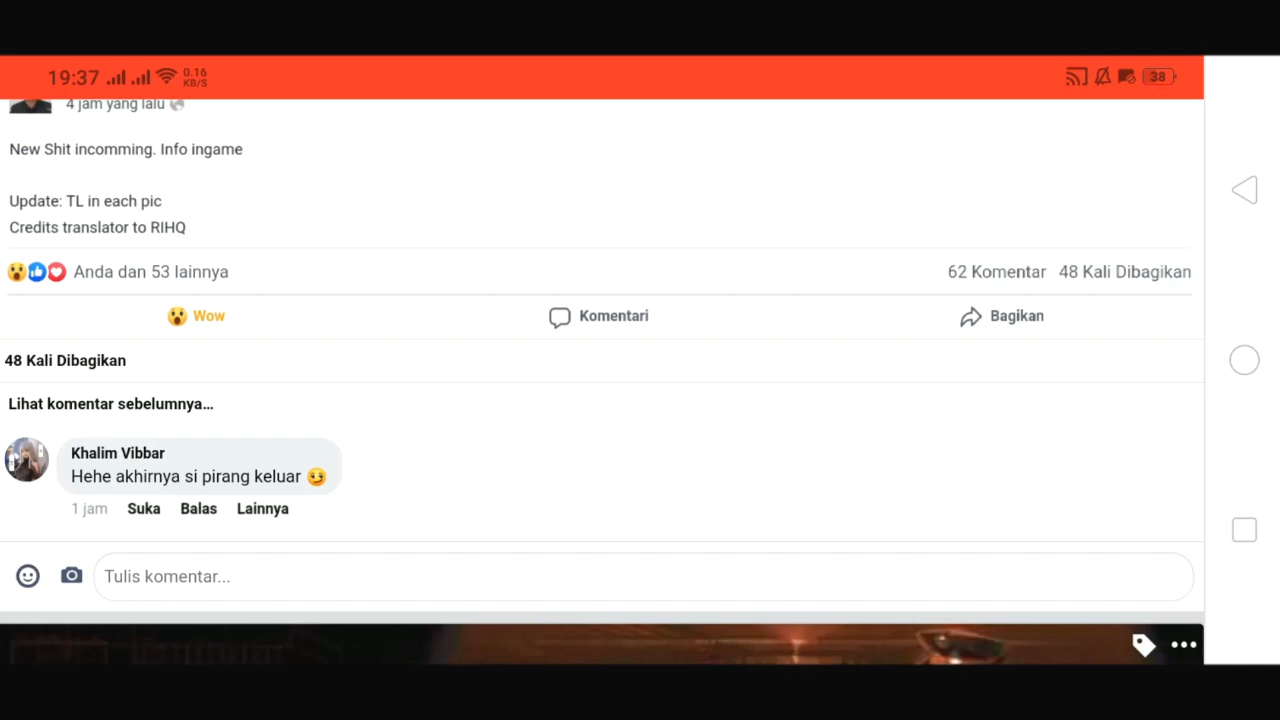 19:37 0.16 KB/S 38
4 jam yang lalu
New Shit incomming. Info ingame
Update: TL in each pic
Credits translator to RIHQ
Anda dan 53 lainnya 62 Komentar 48 Kali Dibagikan
Wow Komentari Bagikan
48 Kali Dibagikan
Lihat komentar sebelumnya...
Khalim Vibbar
Hehe akhirnya si pirang keluar 😏
1 jam Suka Balas Lainnya
Tulis komentar...